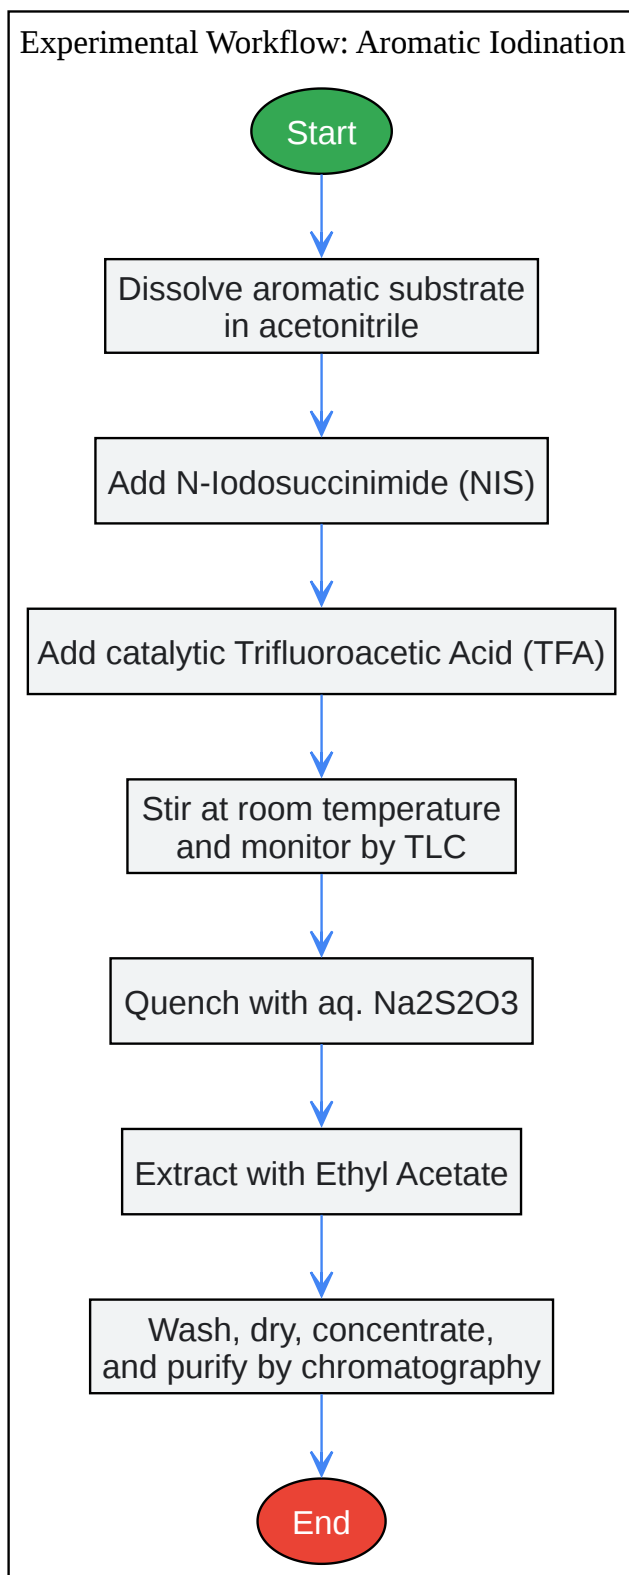 Experimental Workflow: Aromatic Iodination
Start
Dissolve aromatic substrate
in acetonitrile
Add N-Iodosuccinimide (NIS)
Add catalytic Trifluoroacetic Acid (TFA)
Stir at room temperature
and monitor by TLC
Quench with aq. Na2S2O3
Extract with Ethyl Acetate
Wash, dry, concentrate,
and purify by chromatography
End